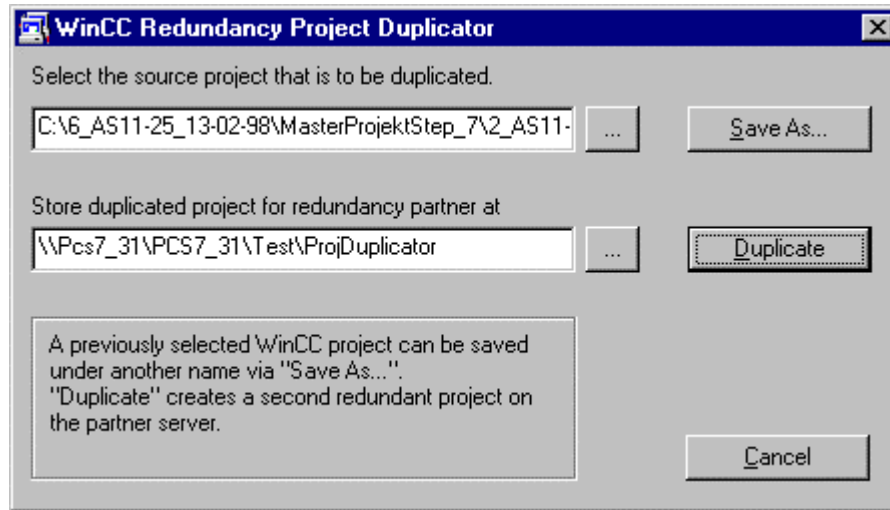 WinCC Redundancy Project Duplicator
Select the source project that is to be duplicated.
C:\6_AS11-25_13-02-98\MasterProjektStep_7\2_AS11-
...
Save As...
Store duplicated project for redundancy partner at
\\Pcs7_31\PCS7_31\Test\ProjDuplicator
...
Duplicate
A previously selected WinCC project can be saved
under another name via "Save As...".
"Duplicate" creates a second redundant project on
the partner server.
Cancel